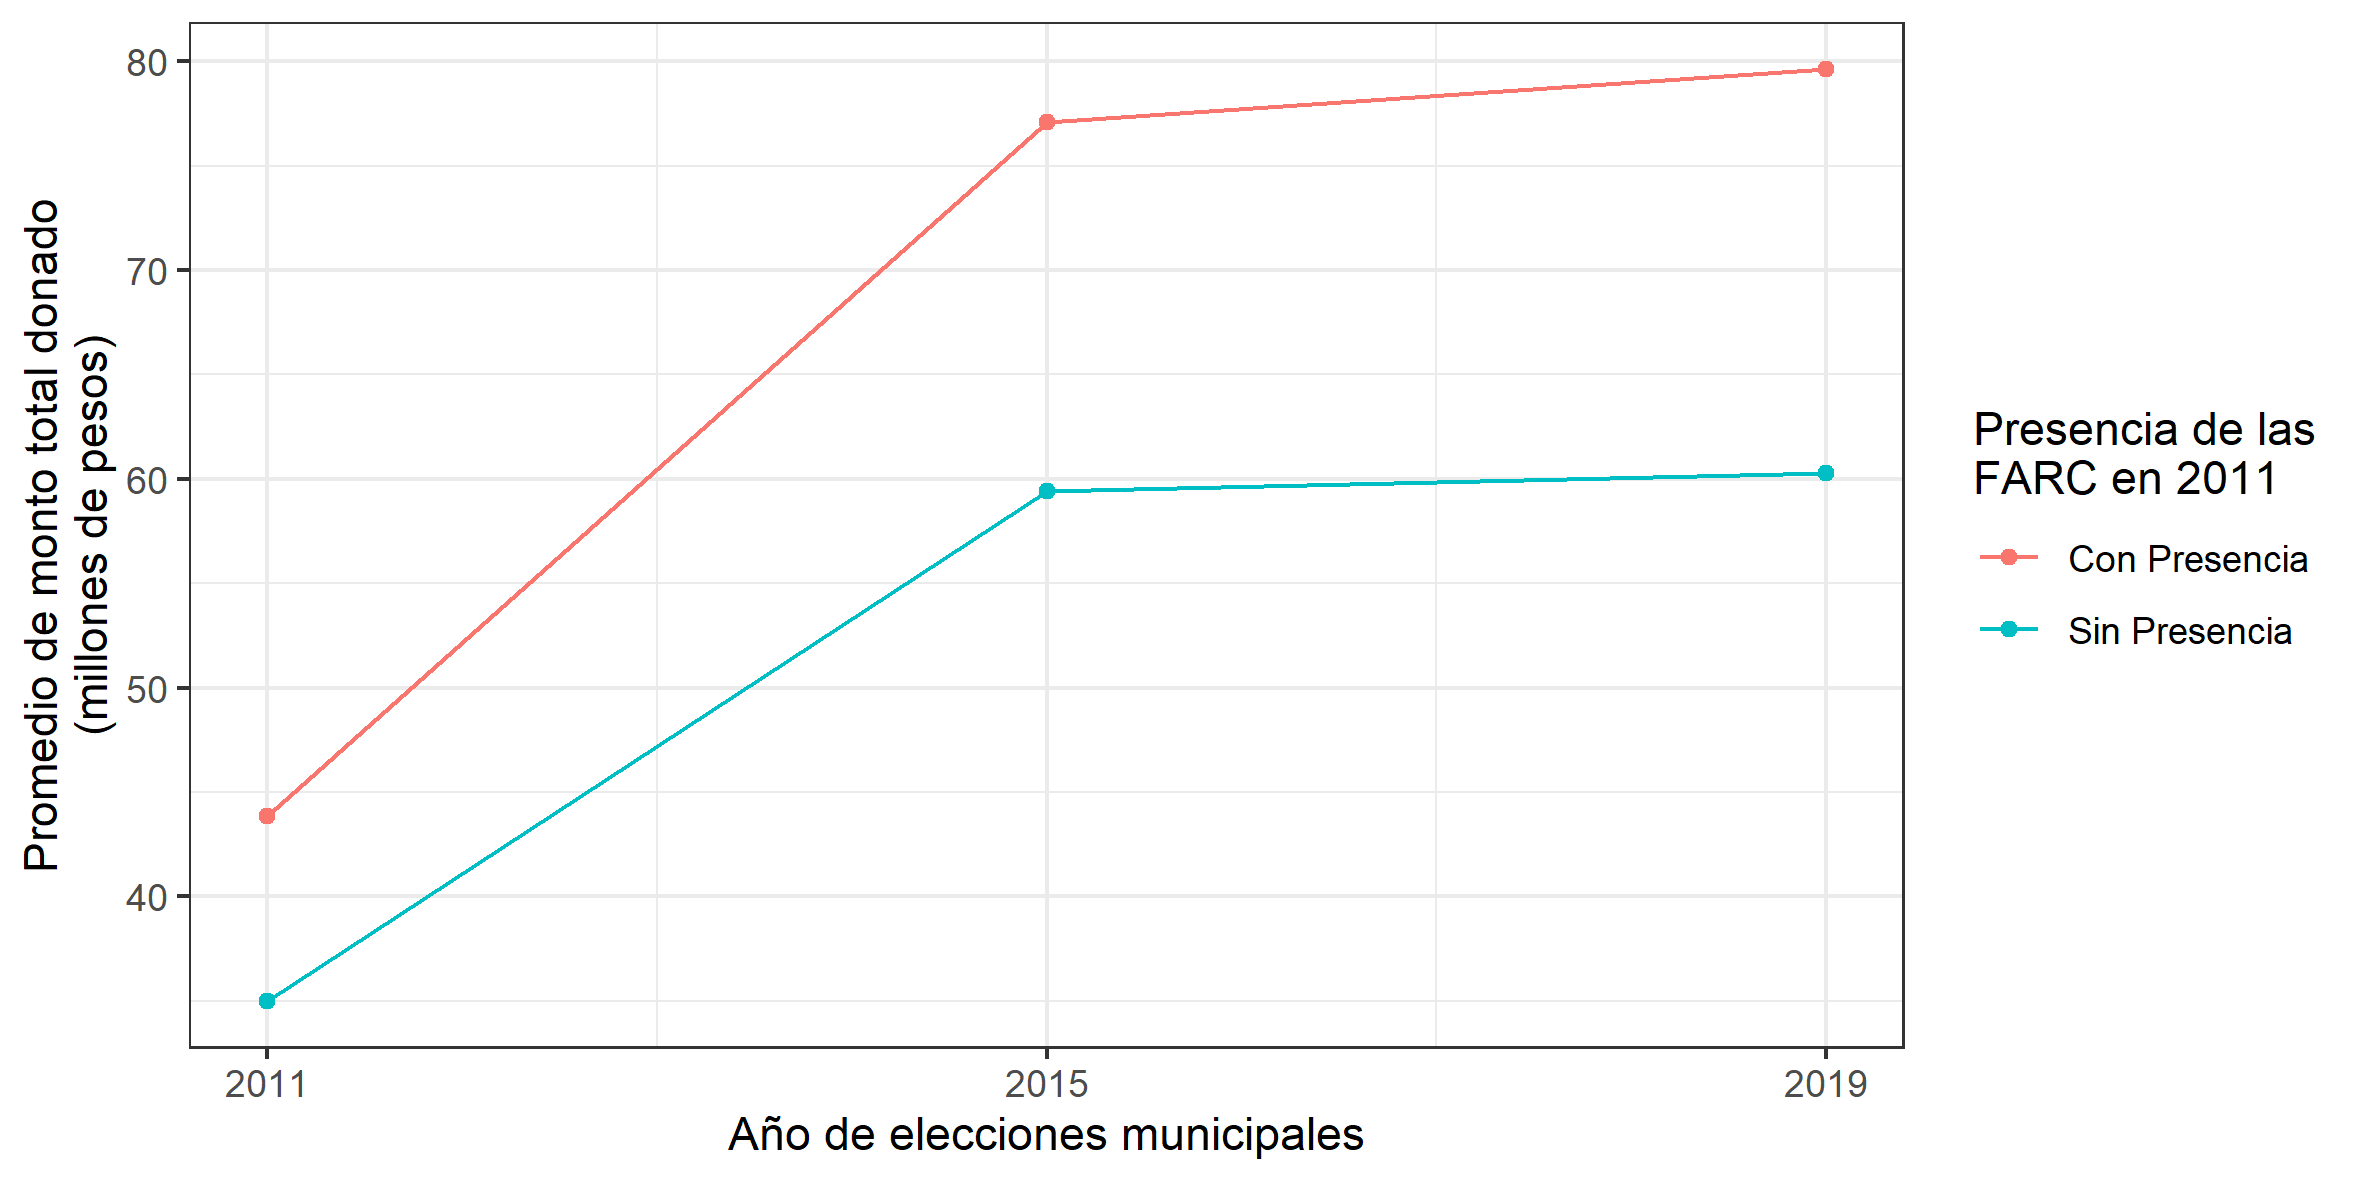 Promedio de monto total donado
(millones de pesos)
80
70
60
50
40
2011
2015
2019
Año de elecciones municipales
Presencia de las
FARC en 2011
Con Presencia
Sin Presencia